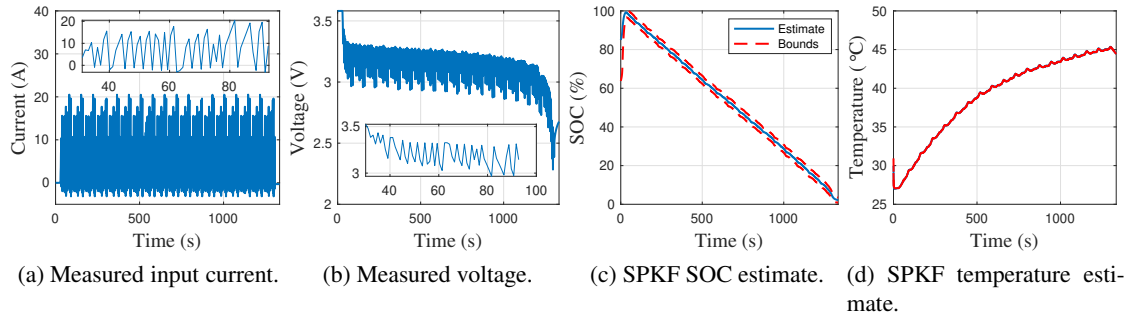 40
30
20
10
0
0 500 1000
Current (A)
Time (s)
20
10
0
40 60 80
(a) Measured input current.
3.6
3.1
2.6
2
0 500 1000
Voltage (V)
Time (s)
3.5
3
40 60 80 100
(b) Measured voltage.
100
80
60
40
20
0
0 500 1000
SOC (%)
Time (s)
Estimate
Bounds
(c) SPKF SOC estimate.
45
40
35
30
25
0 500 1000
Temperature (°C)
Time (s)
(d) SPKF temperature esti-
mate.